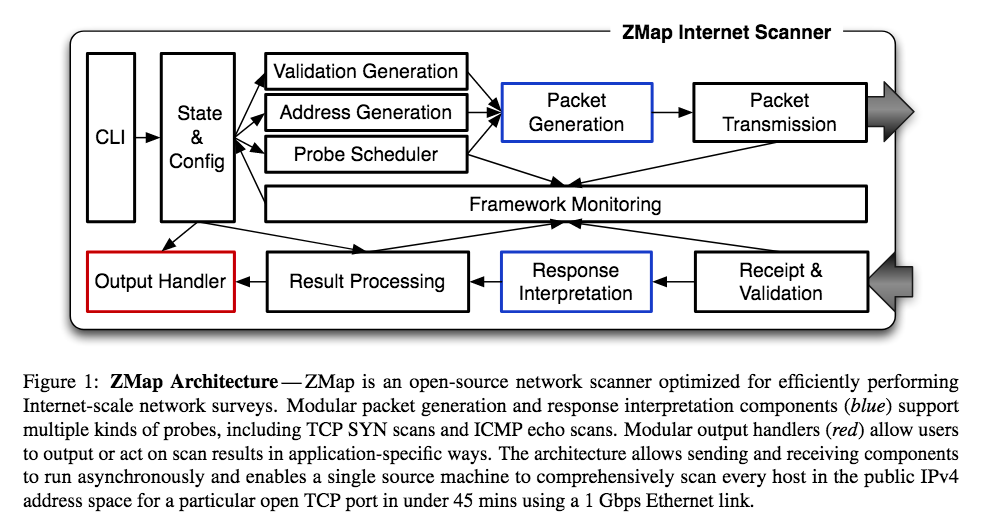 ZMap Internet Scanner
CLI
State
&
Config
Validation Generation
Address Generation
Probe Scheduler
Packet
Generation
Packet
Transmission
Framework Monitoring
Output Handler
Result Processing
Response
Interpretation
Receipt &
Validation
Figure 1: ZMap Architecture — ZMap is an open-source network scanner optimized for efficiently performing
Internet-scale network surveys. Modular packet generation and response interpretation components (blue) support
multiple kinds of probes, including TCP SYN scans and ICMP echo scans. Modular output handlers (red) allow users
to output or act on scan results in application-specific ways. The architecture allows sending and receiving components
to run asynchronously and enables a single source machine to comprehensively scan every host in the public IPv4
address space for a particular open TCP port in under 45 mins using a 1 Gbps Ethernet link.